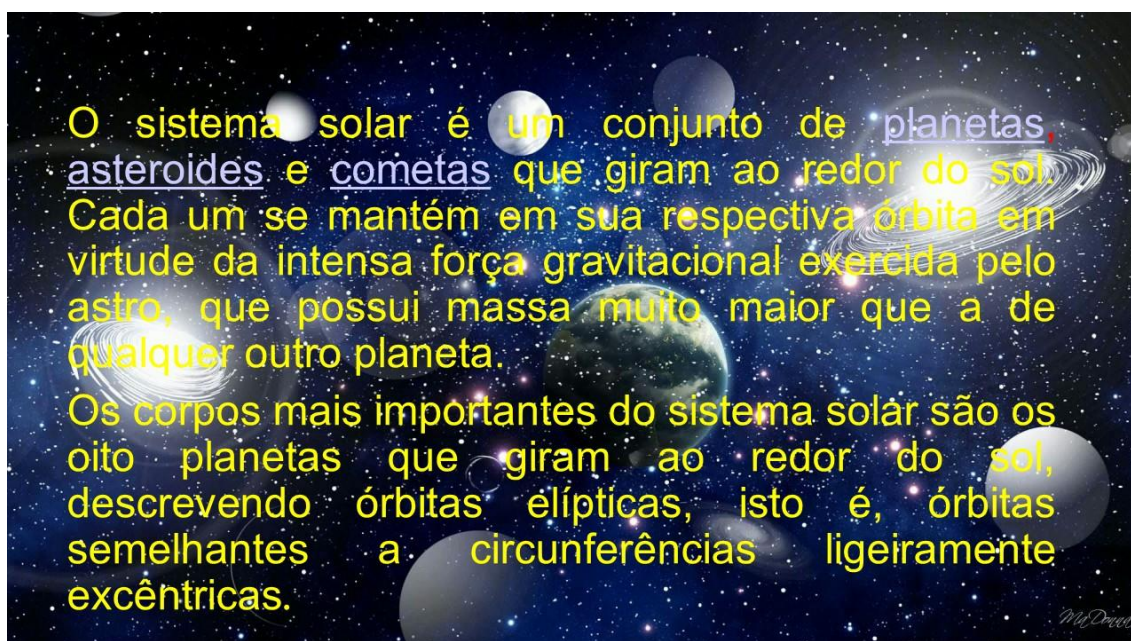 O sistema solar é um conjunto de planetas,
asteroides e cometas que giram ao redor do sol.
Cada um se mantém em sua respectiva órbita em
virtude da intensa força gravitacional exercida pelo
astro, que possui massa muito maior que a de
qualquer outro planeta.
Os corpos mais importantes do sistema solar são os
oito planetas que giram ao redor do sol,
descrevendo órbitas elípticas, isto é, órbitas
semelhantes a circunferências ligeiramente
excêntricas.